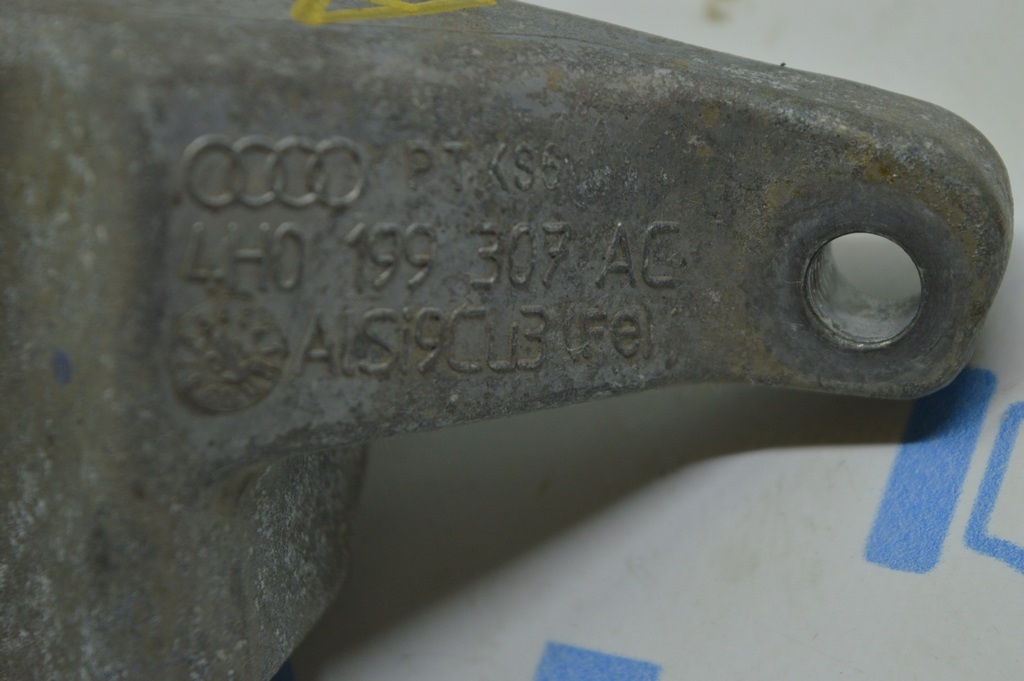 PT KS6
4H0 199 307 AC
AlSi9Cu3(Fe)